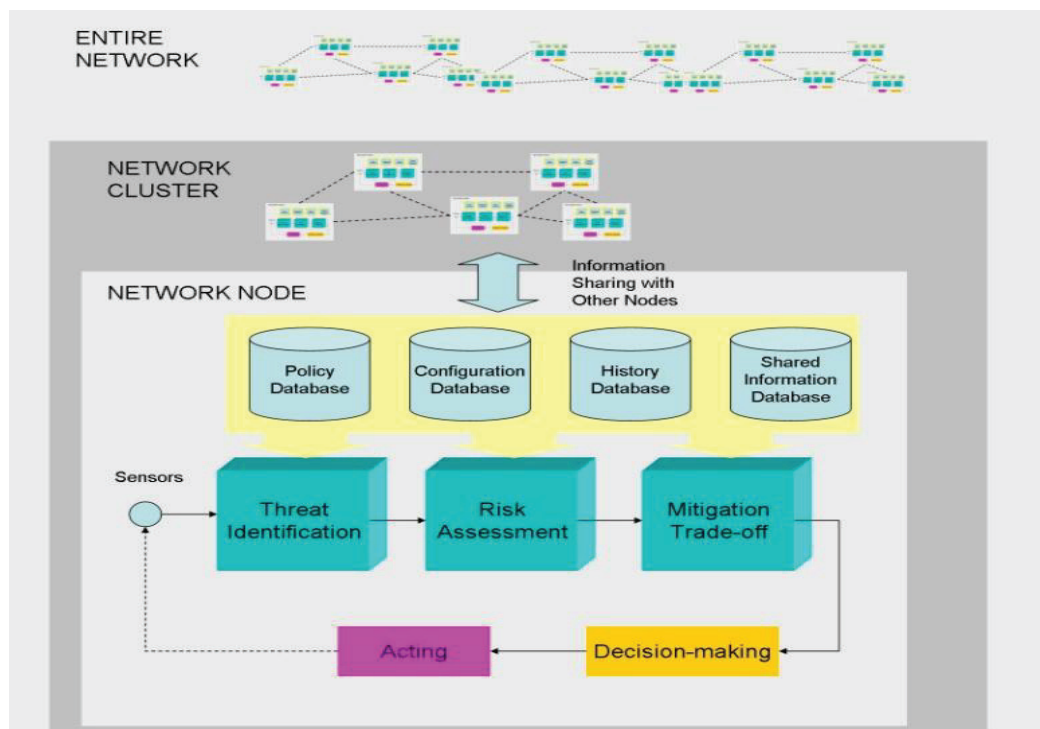 ENTIRE
NETWORK
NETWORK
CLUSTER
Information
Sharing with
Other Nodes
NETWORK NODE
Policy
Database
Configuration
Database
History
Database
Shared
Information
Database
Sensors
Threat
Identification
Risk
Assessment
Mitigation
Trade-off
Acting
Decision-making